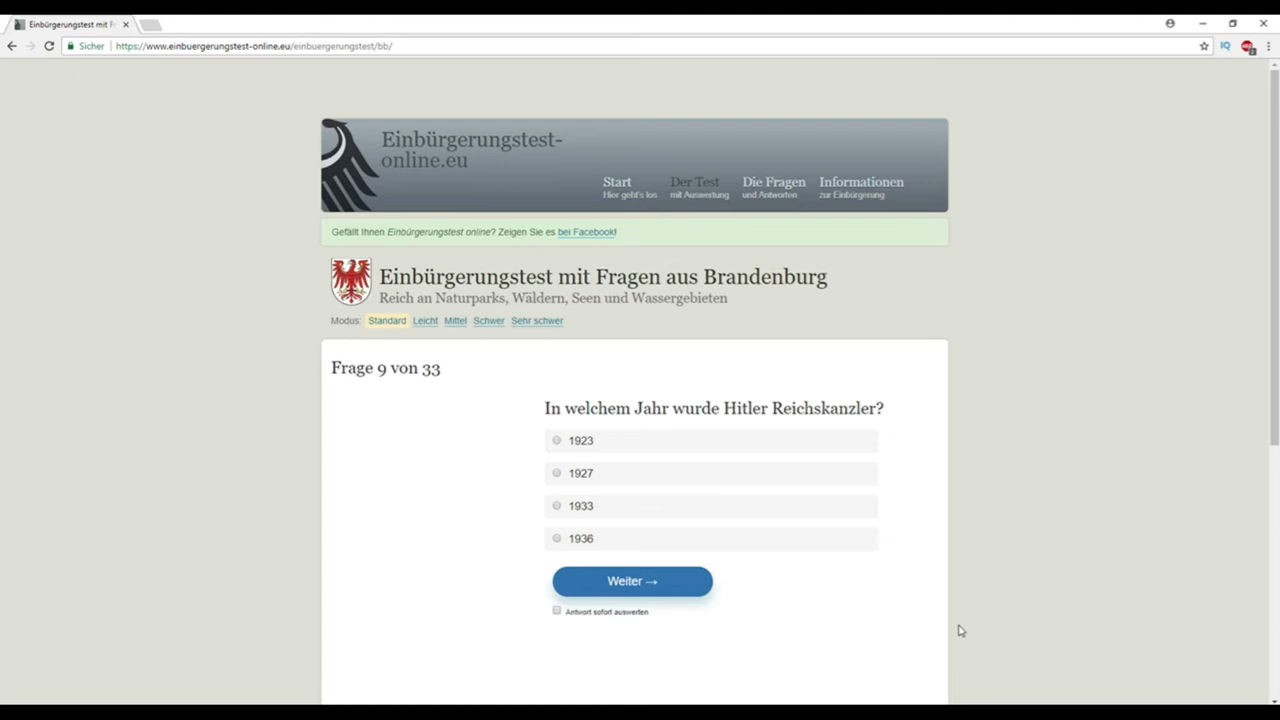 Einbürgerungstest mit F
Sicher
https://www.einbuergerungstest-online.eu/einbuergerungstest/bb/
IQ
Einbürgerungstest-
online.eu
Start Der Test Die Fragen Informationen
Hier geht's los mit Auswertung und Antworten zur Einbürgerung
Gefällt Ihnen Einbürgerungstest online? Zeigen Sie es bei Facebook!
Einbürgerungstest mit Fragen aus Brandenburg
Reich an Naturparks, Wäldern, Seen und Wassergebieten
Modus: Standard Leicht Mittel Schwer Sehr schwer
Frage 9 von 33
In welchem Jahr wurde Hitler Reichskanzler?
1923
1927
1933
1936
Weiter →
Antwort sofort auswerten